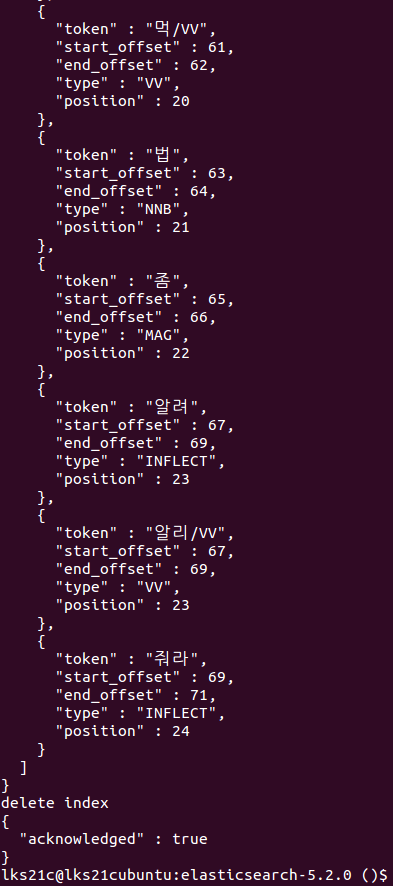 },
{
"token" : "먹/VV",
"start_offset" : 61,
"end_offset" : 62,
"type" : "VV",
"position" : 20
},
{
"token" : "법",
"start_offset" : 63,
"end_offset" : 64,
"type" : "NNB",
"position" : 21
},
{
"token" : "좀",
"start_offset" : 65,
"end_offset" : 66,
"type" : "MAG",
"position" : 22
},
{
"token" : "알려",
"start_offset" : 67,
"end_offset" : 69,
"type" : "INFLECT",
"position" : 23
},
{
"token" : "알리/VV",
"start_offset" : 67,
"end_offset" : 69,
"type" : "VV",
"position" : 23
},
{
"token" : "줘라",
"start_offset" : 69,
"end_offset" : 71,
"type" : "INFLECT",
"position" : 24
}
]
}
delete index
{
"acknowledged" : true
}
lks21c@lks21cubuntu:elasticsearch-5.2.0 ()$